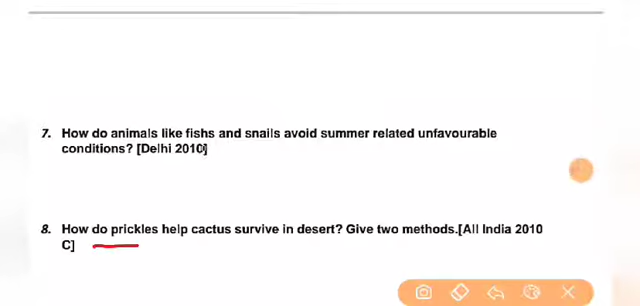 7. How do animals like fishs and snails avoid summer related unfavourable
conditions? [Delhi 2010]
8. How do prickles help cactus survive in desert? Give two methods.[All India 2010
C]